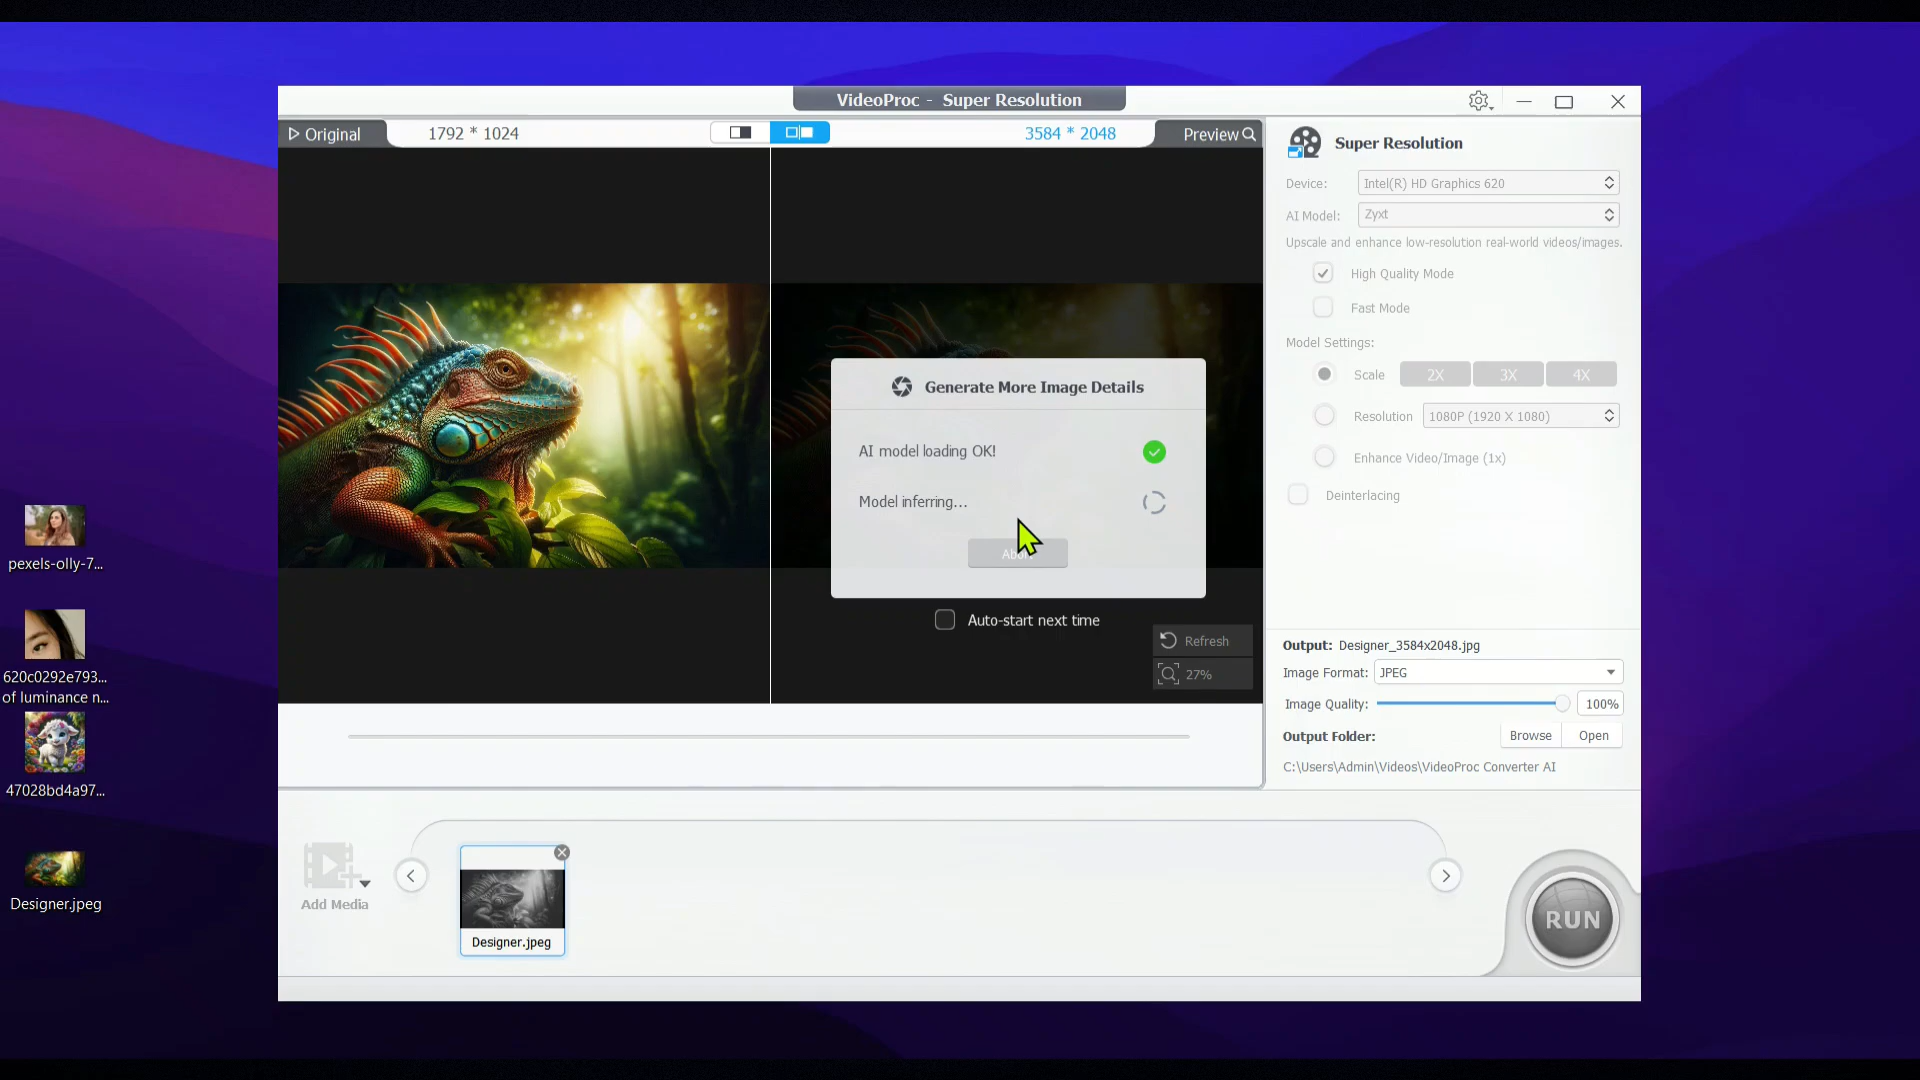 VideoProc - Super Resolution
Original
1792 * 1024
3584 * 2048
Preview
Super Resolution
Device:
Intel(R) HD Graphics 620
AI Model:
Zyxt
Upscale and enhance low-resolution real-world videos/images.
High Quality Mode
Fast Mode
Model Settings:
Scale
2X
3X
4X
Resolution
1080P (1920 X 1080)
Enhance Video/Image (1x)
Deinterlacing
Generate More Image Details
AI model loading OK!
Model inferring...
Auto-start next time
Refresh
27%
Output: Designer_3584x2048.jpg
Image Format:
JPEG
Image Quality:
100%
Output Folder:
Browse
Open
C:\Users\Admin\Videos\VideoProc Converter AI
Add Media
Designer.jpeg
RUN
pexels-olly-7...
620c0292e793...
of luminance n...
47028bd4a97...
Designer.jpeg